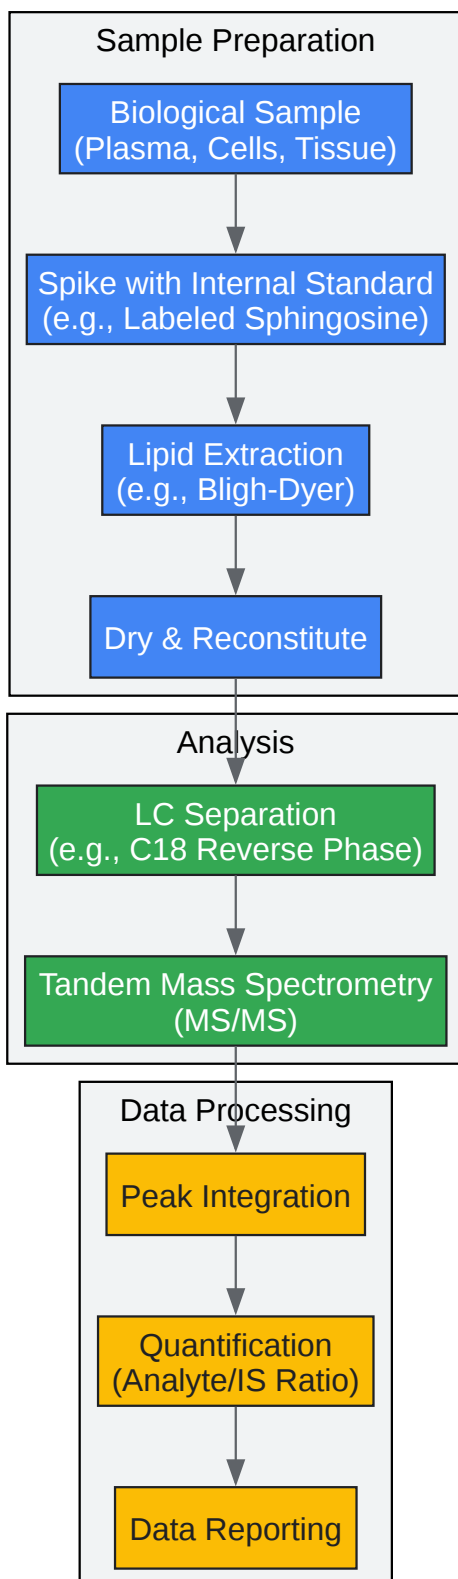 Sample Preparation
Biological Sample
(Plasma, Cells, Tissue)
Spike with Internal Standard
(e.g., Labeled Sphingosine)
Lipid Extraction
(e.g., Bligh-Dyer)
Dry & Reconstitute
Analysis
LC Separation
(e.g., C18 Reverse Phase)
Tandem Mass Spectrometry
(MS/MS)
Data Processing
Peak Integration
Quantification
(Analyte/IS Ratio)
Data Reporting